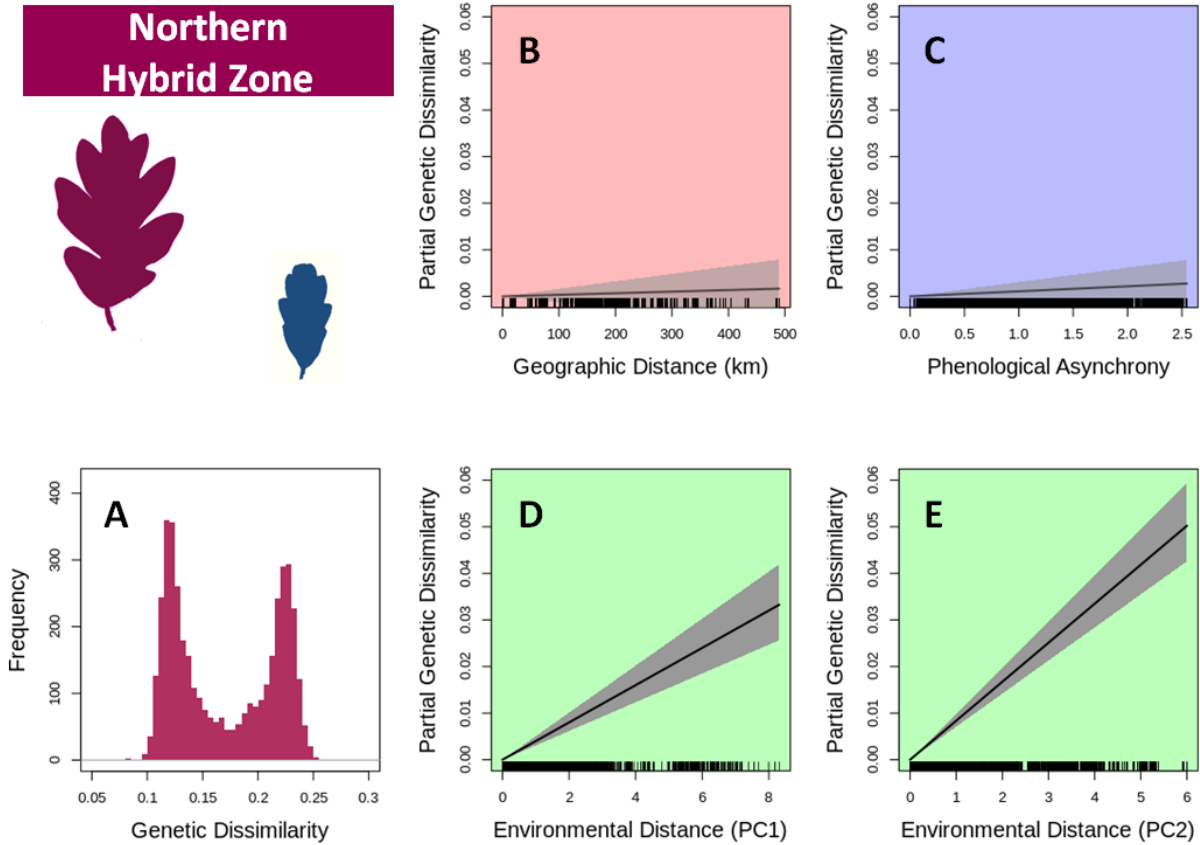 Northern
Hybrid Zone
B
Partial Genetic Dissimilarity
0.00 0.01 0.02 0.03 0.04 0.05 0.06
0 100 200 300 400 500
Geographic Distance (km)
C
Partial Genetic Dissimilarity
0.00 0.01 0.02 0.03 0.04 0.05 0.06
0.0 0.5 1.0 1.5 2.0 2.5
Phenological Asynchrony
A
Frequency
0 100 200 300 400
0.05 0.1 0.15 0.2 0.25 0.3
Genetic Dissimilarity
D
Partial Genetic Dissimilarity
0.00 0.01 0.02 0.03 0.04 0.05 0.06
0 2 4 6 8
Environmental Distance (PC1)
E
Partial Genetic Dissimilarity
0.00 0.01 0.02 0.03 0.04 0.05 0.06
0 1 2 3 4 5 6
Environmental Distance (PC2)